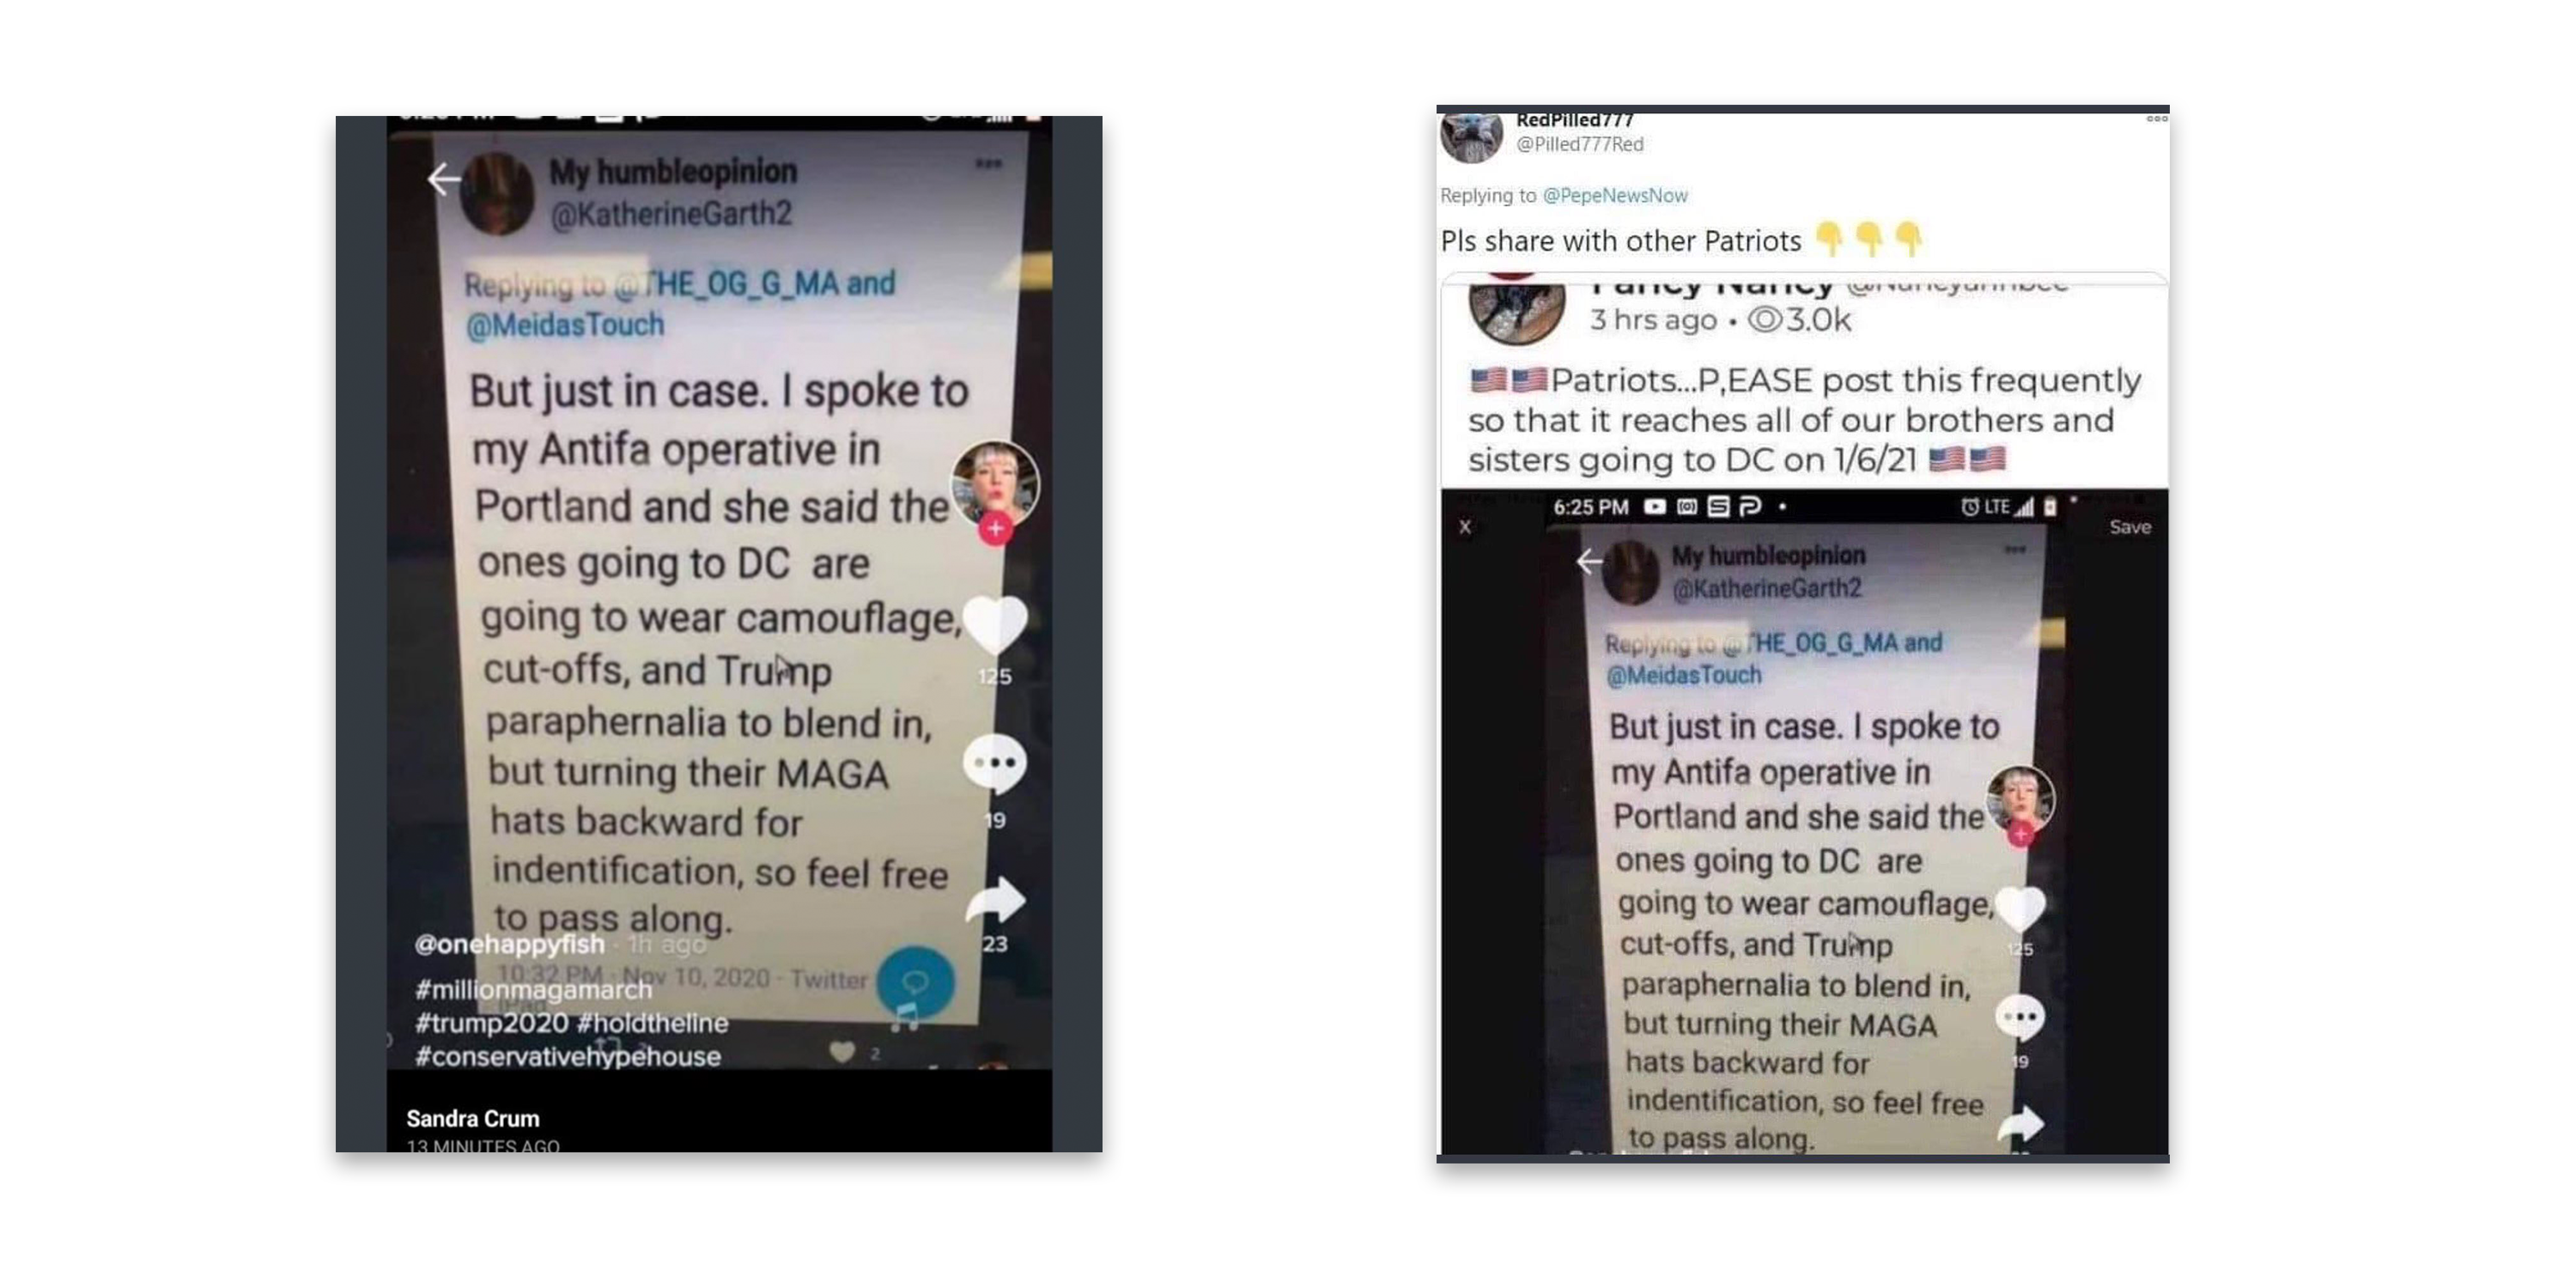 My humbleopinion
@KatherineGarth2
Replying to @THE_OG_G_MA and
@MeidasTouch
But just in case. I spoke to
my Antifa operative in
Portland and she said the
ones going to DC are
going to wear camouflage,
cut-offs, and Trump
paraphernalia to blend in,
but turning their MAGA
hats backward for
indentification, so feel free
to pass along.
125
19
23
@onehappyfish · 1h ago
10:32 PM · Nov 10, 2020 · Twitter
#millionmagamarch
iPad
#trump2020 #holdtheline
#conservativehypehouse
2
Sandra Crum
13 MINUTES AGO
RedPilled777
@Pilled777Red
Replying to @PepeNewsNow
Pls share with other Patriots 👇👇👇
Fancy Nancy @Nancyannbee
3 hrs ago · 3.0k
🇺🇸🇺🇸Patriots...P,EASE post this frequently
so that it reaches all of our brothers and
sisters going to DC on 1/6/21 🇺🇸🇺🇸
6:25 PM
LTE
X
Save
My humbleopinion
@KatherineGarth2
Replying to @THE_OG_G_MA and
@MeidasTouch
But just in case. I spoke to
my Antifa operative in
Portland and she said the
ones going to DC are
going to wear camouflage,
cut-offs, and Trump
paraphernalia to blend in,
but turning their MAGA
hats backward for
indentification, so feel free
to pass along.
125
19